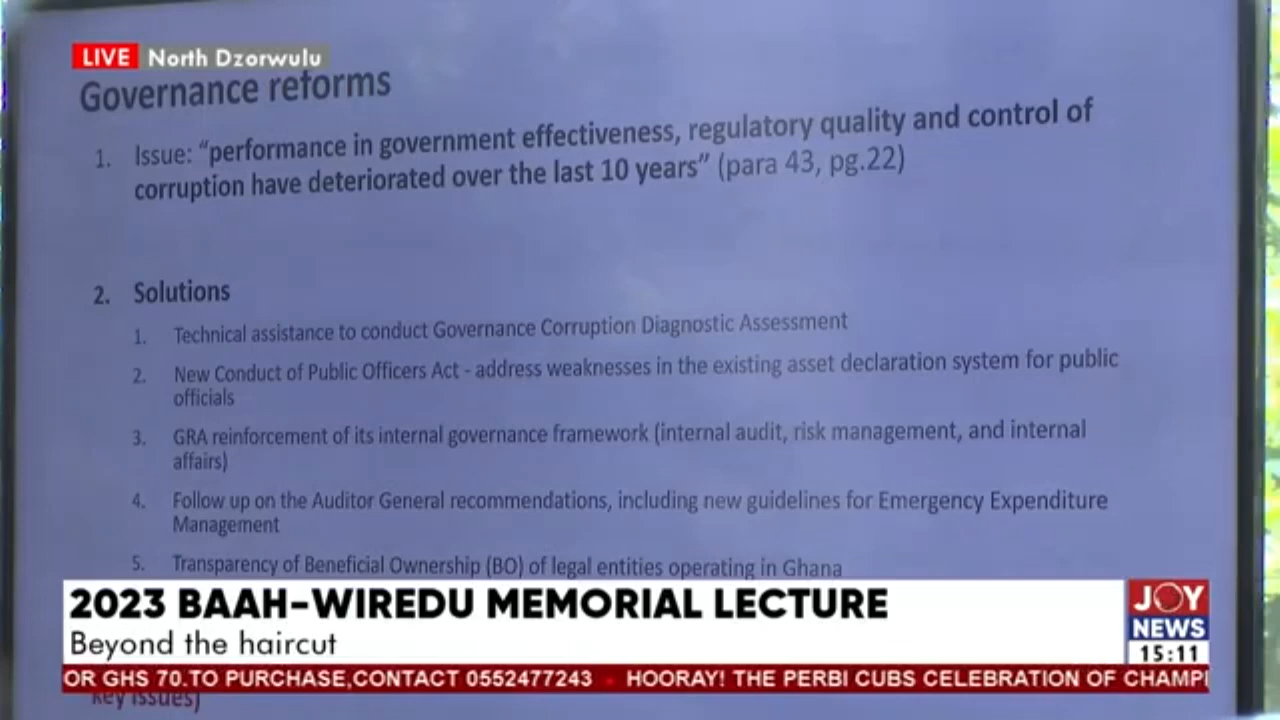 LIVE North Dzorwulu
Governance reforms
1. Issue: “performance in government effectiveness, regulatory quality and control of
corruption have deteriorated over the last 10 years” (para 43, pg.22)
2. Solutions
1. Technical assistance to conduct Governance Corruption Diagnostic Assessment
2. New Conduct of Public Officers Act - address weaknesses in the existing asset declaration system for public
officials
3. GRA reinforcement of its internal governance framework (internal audit, risk management, and internal
affairs)
4. Follow up on the Auditor General recommendations, including new guidelines for Emergency Expenditure
Management
5. Transparency of Beneficial Ownership (BO) of legal entities operating in Ghana
2023 BAAH-WIREDU MEMORIAL LECTURE
Beyond the haircut
JOY
NEWS
15:11
OR GHS 70.TO PURCHASE,CONTACT 0552477243 HOORAY! THE PERBI CUBS CELEBRATION OF CHAMPI
key issues)